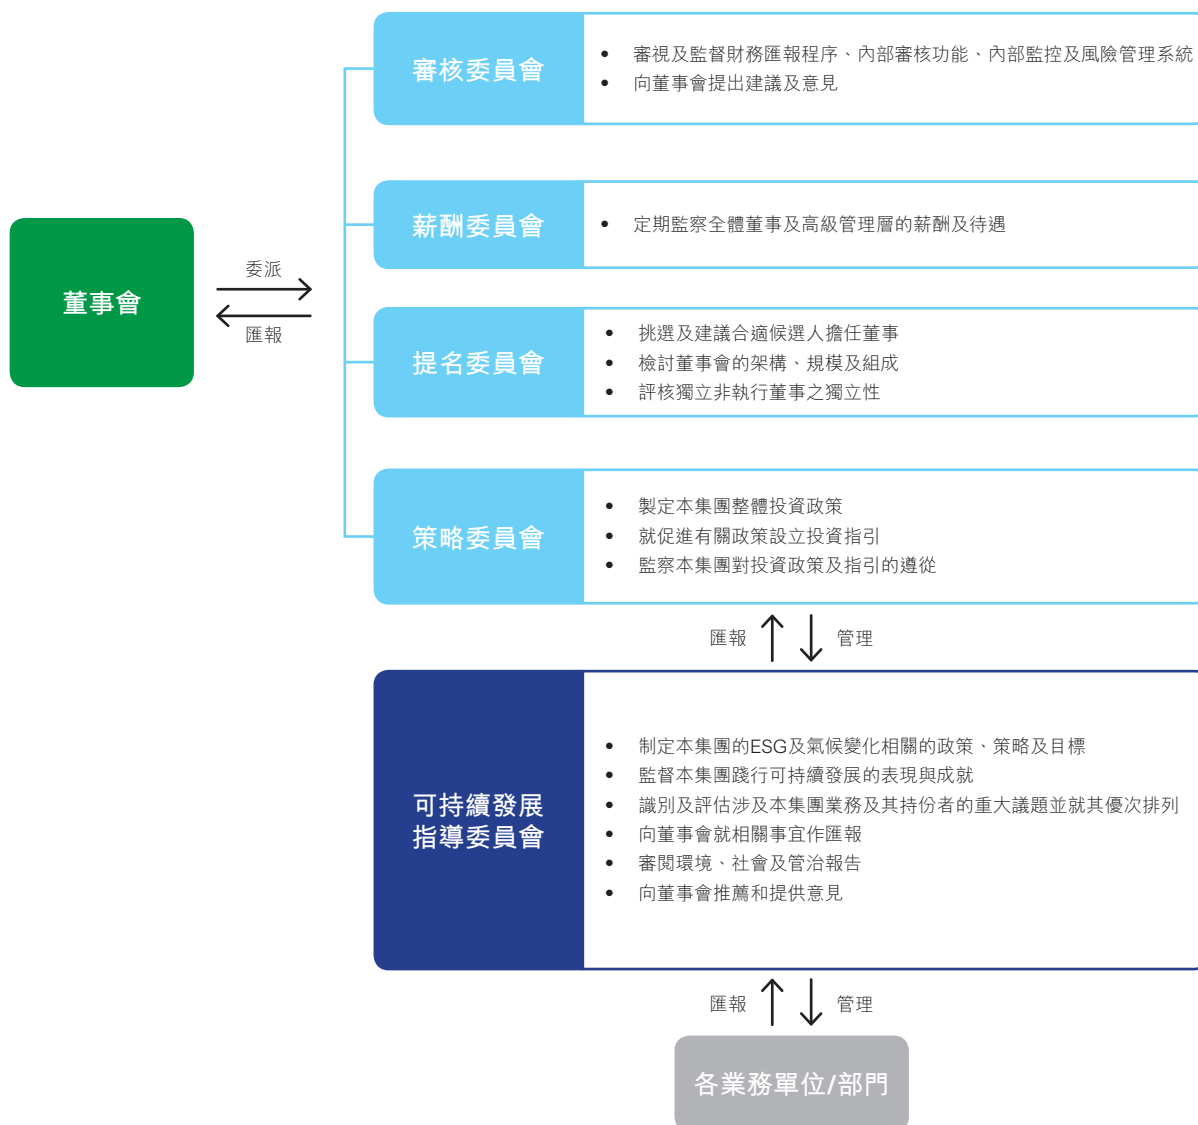 審核委員會
• 審視及監督財務匯報程序、內部審核功能、內部監控及風險管理系統
• 向董事會提出建議及意見
薪酬委員會
• 定期監察全體董事及高級管理層的薪酬及待遇
董事會
委派
匯報
提名委員會
• 挑選及建議合適候選人擔任董事
• 檢討董事會的架構、規模及組成
• 評核獨立非執行董事之獨立性
策略委員會
• 製定本集團整體投資政策
• 就促進有關政策設立投資指引
• 監察本集團對投資政策及指引的遵從
匯報 管理
可持續發展
指導委員會
• 制定本集團的ESG及氣候變化相關的政策、策略及目標
• 監督本集團踐行可持續發展的表現與成就
• 識別及評估涉及本集團業務及其持份者的重大議題並就其優次排列
• 向董事會就相關事宜作匯報
• 審閱環境、社會及管治報告
• 向董事會推薦和提供意見
匯報 管理
各業務單位/部門